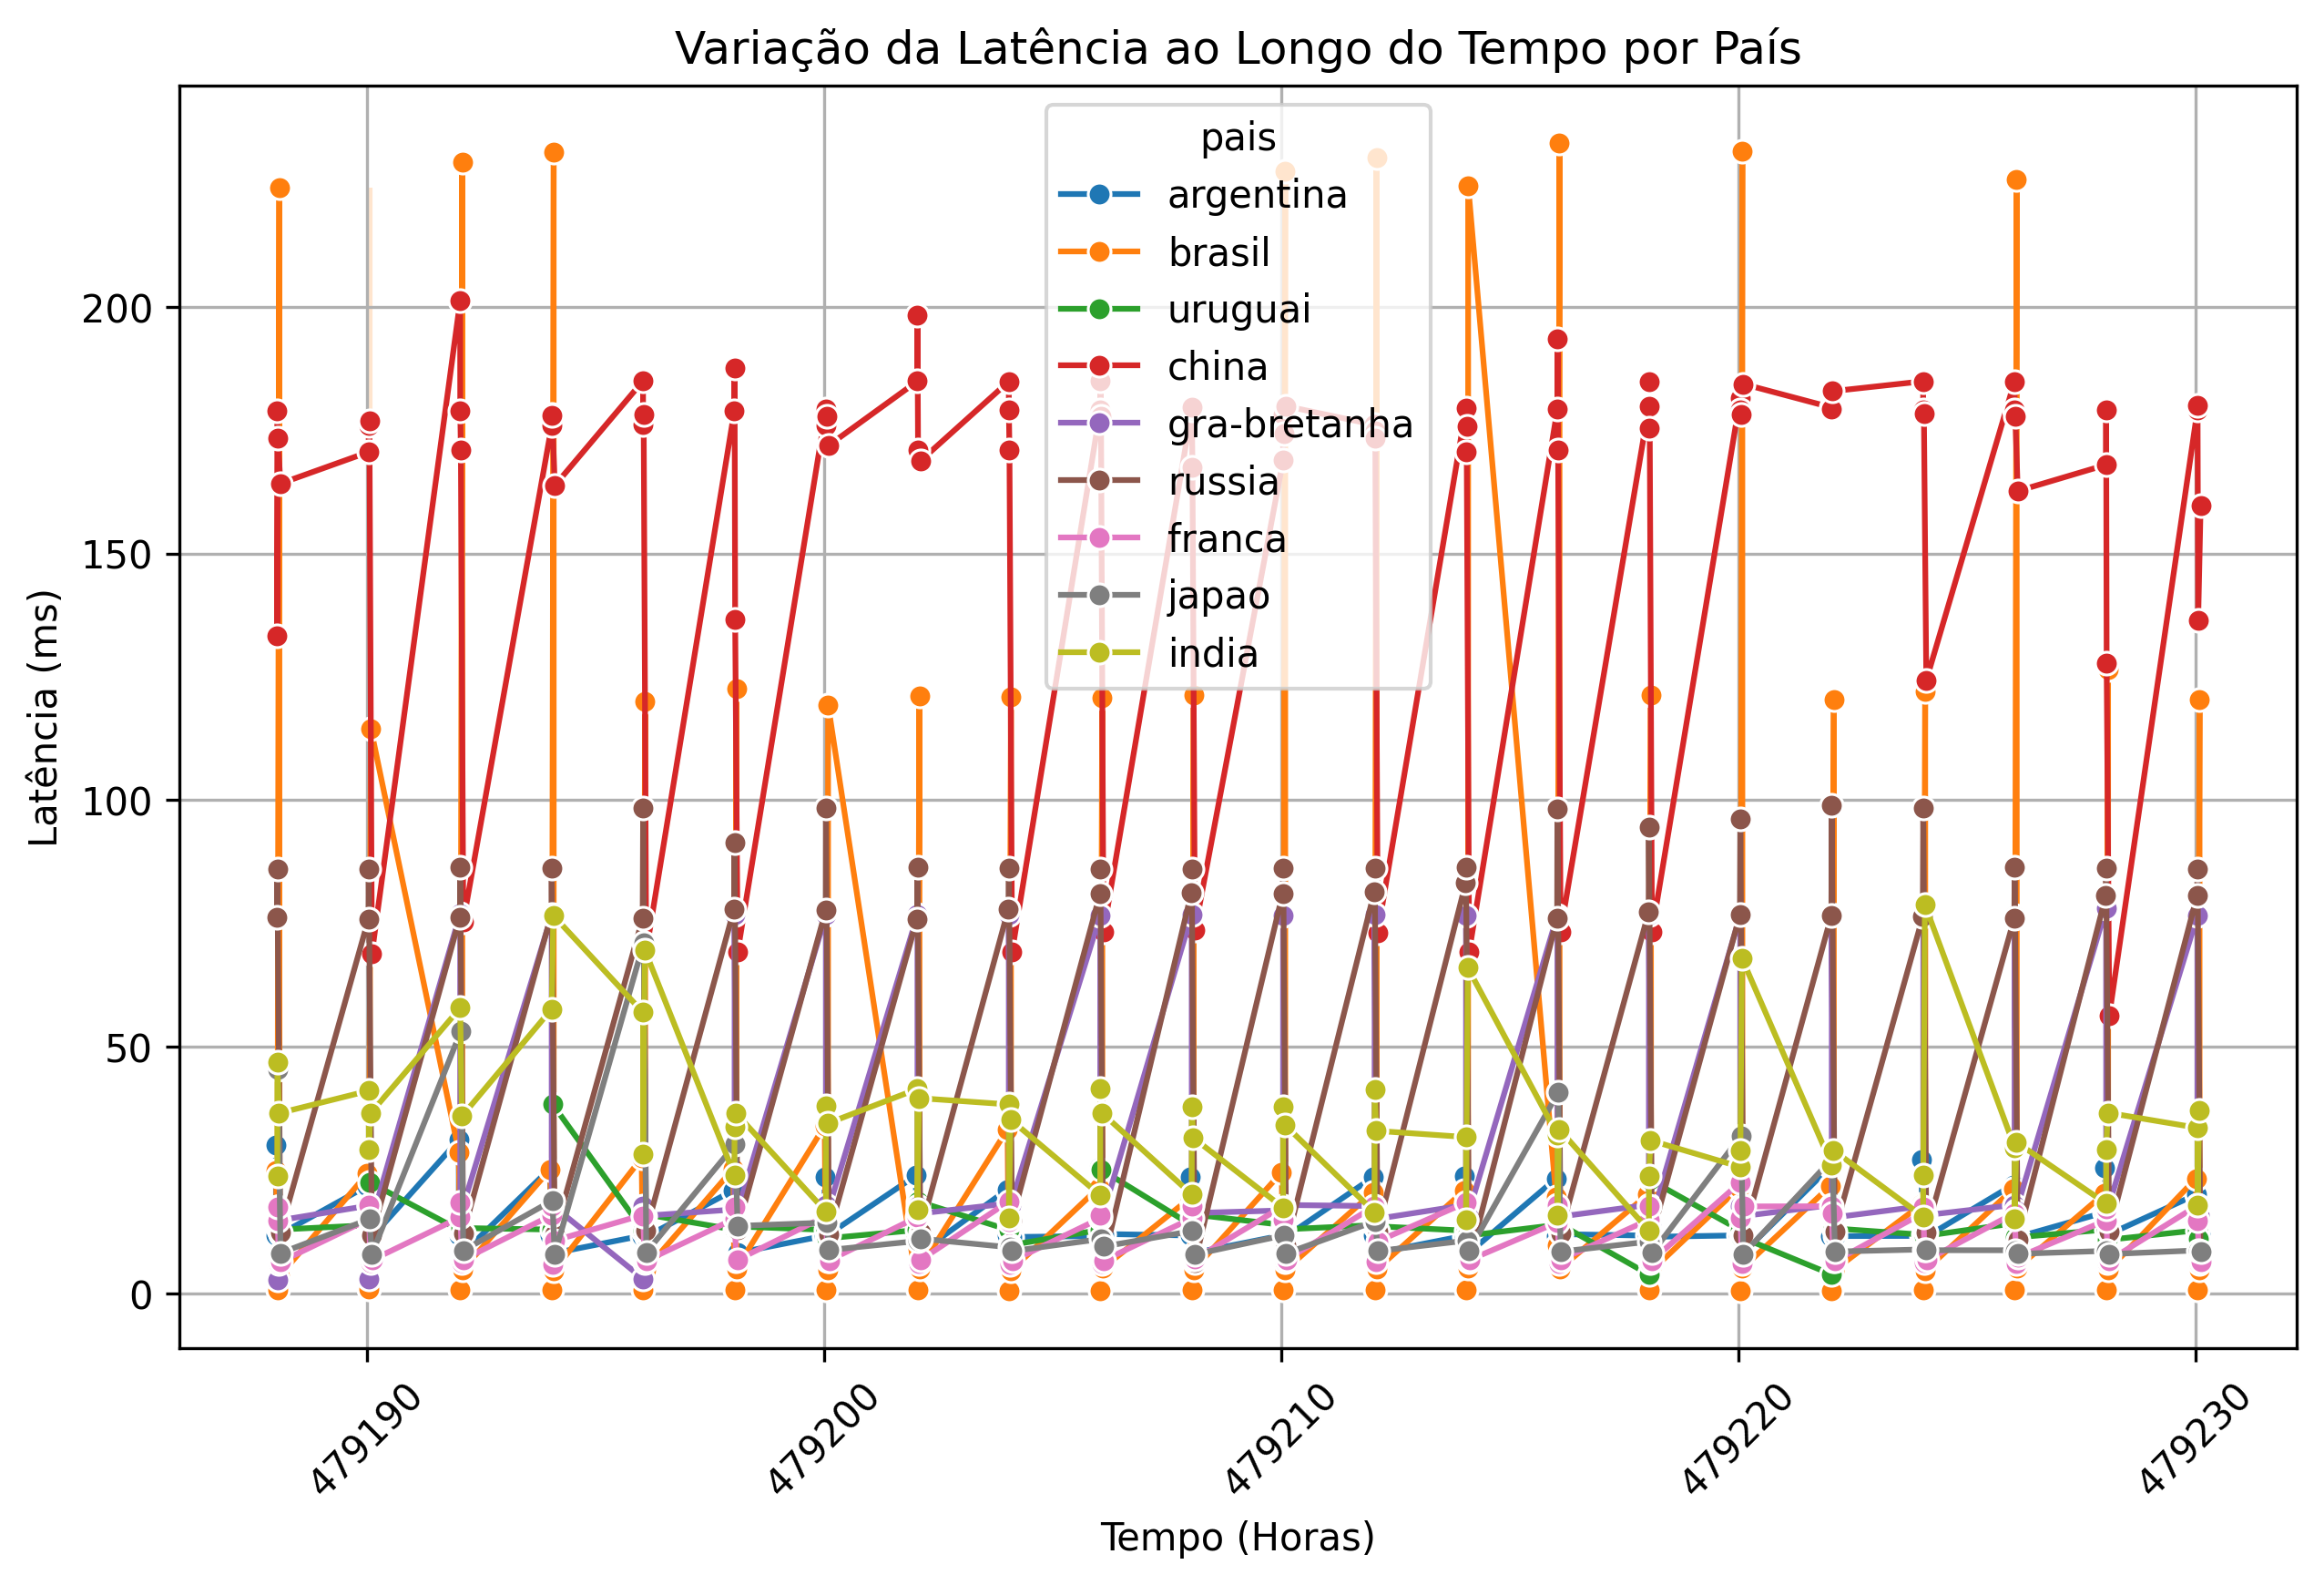 Variação da Latência ao Longo do Tempo por País
pais
argentina
brasil
uruguai
china
gra-bretanha
russia
franca
japao
india
Latência (ms)
200
150
100
50
0
479190
479200
479210
479220
479230
Tempo (Horas)